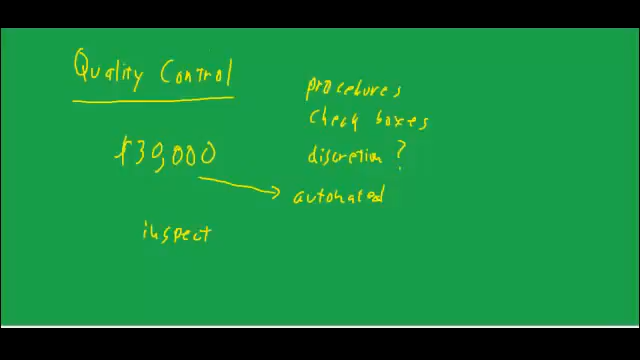 Quality Control
$30,000
inspect
procedures
check boxes
discretion ?
automated